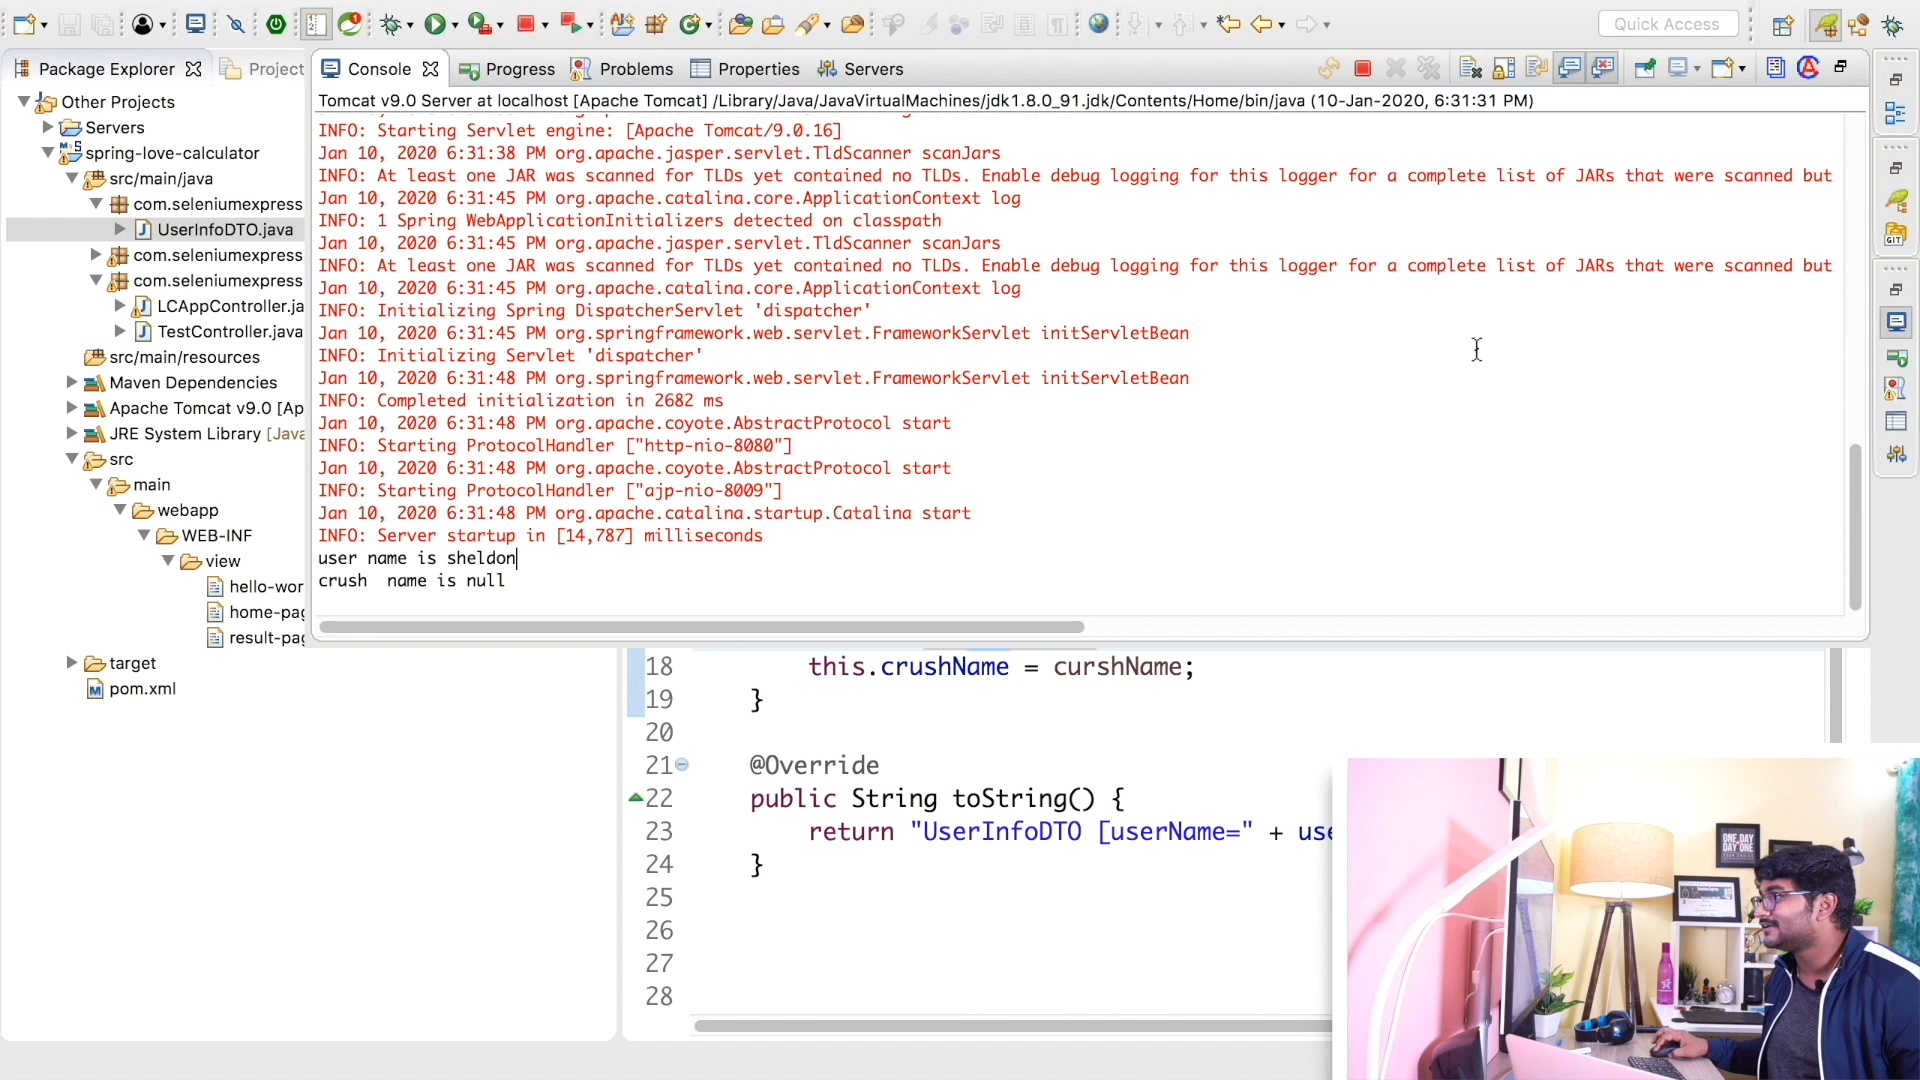 Quick Access
Package Explorer
Project
Other Projects
Servers
spring-love-calculator
src/main/java
com.seleniumexpress
UserInfoDTO.java
com.seleniumexpress
com.seleniumexpress
LCAppController.ja
TestController.java
src/main/resources
Maven Dependencies
Apache Tomcat v9.0 [Ap
JRE System Library [Java
src
main
webapp
WEB-INF
view
hello-wor
home-pag
result-pag
target
pom.xml
Console
Progress
Problems
Properties
Servers
Tomcat v9.0 Server at localhost [Apache Tomcat] /Library/Java/JavaVirtualMachines/jdk1.8.0_91.jdk/Contents/Home/bin/java (10-Jan-2020, 6:31:31 PM)
INFO: Starting Servlet engine: [Apache Tomcat/9.0.16]
Jan 10, 2020 6:31:38 PM org.apache.jasper.servlet.TldScanner scanJars
INFO: At least one JAR was scanned for TLDs yet contained no TLDs. Enable debug logging for this logger for a complete list of JARs that were scanned but
Jan 10, 2020 6:31:45 PM org.apache.catalina.core.ApplicationContext log
INFO: 1 Spring WebApplicationInitializers detected on classpath
Jan 10, 2020 6:31:45 PM org.apache.jasper.servlet.TldScanner scanJars
INFO: At least one JAR was scanned for TLDs yet contained no TLDs. Enable debug logging for this logger for a complete list of JARs that were scanned but
Jan 10, 2020 6:31:45 PM org.apache.catalina.core.ApplicationContext log
INFO: Initializing Spring DispatcherServlet 'dispatcher'
Jan 10, 2020 6:31:45 PM org.springframework.web.servlet.FrameworkServlet initServletBean
INFO: Initializing Servlet 'dispatcher'
Jan 10, 2020 6:31:48 PM org.springframework.web.servlet.FrameworkServlet initServletBean
INFO: Completed initialization in 2682 ms
Jan 10, 2020 6:31:48 PM org.apache.coyote.AbstractProtocol start
INFO: Starting ProtocolHandler ["http-nio-8080"]
Jan 10, 2020 6:31:48 PM org.apache.coyote.AbstractProtocol start
INFO: Starting ProtocolHandler ["ajp-nio-8009"]
Jan 10, 2020 6:31:48 PM org.apache.catalina.startup.Catalina start
INFO: Server startup in [14,787] milliseconds
user name is sheldon
crush  name is null
18 this.crushName = curshName;
19 }
20
21 @Override
22 public String toString() {
23 return "UserInfoDTO [userName=" + use
24 }
25
26
27
28
GIT
ONE DAY
DAY ONE